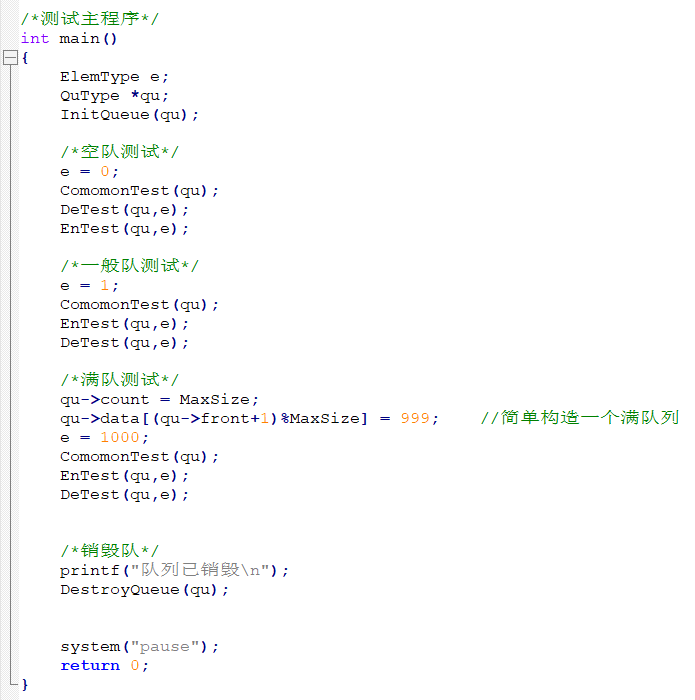 /*测试主程序*/
int main()
{
ElemType e;
QuType *qu;
InitQueue(qu);
/*空队测试*/
e = 0;
ComomonTest(qu);
DeTest(qu,e);
EnTest(qu,e);
/*一般队测试*/
e = 1;
ComomonTest(qu);
EnTest(qu,e);
DeTest(qu,e);
/*满队测试*/
qu->count = MaxSize;
qu->data[(qu->front+1)%MaxSize] = 999; //简单构造一个满队列
e = 1000;
ComomonTest(qu);
EnTest(qu,e);
DeTest(qu,e);
/*销毁队*/
printf("队列已销毁\n");
DestroyQueue(qu);
system("pause");
return 0;
}